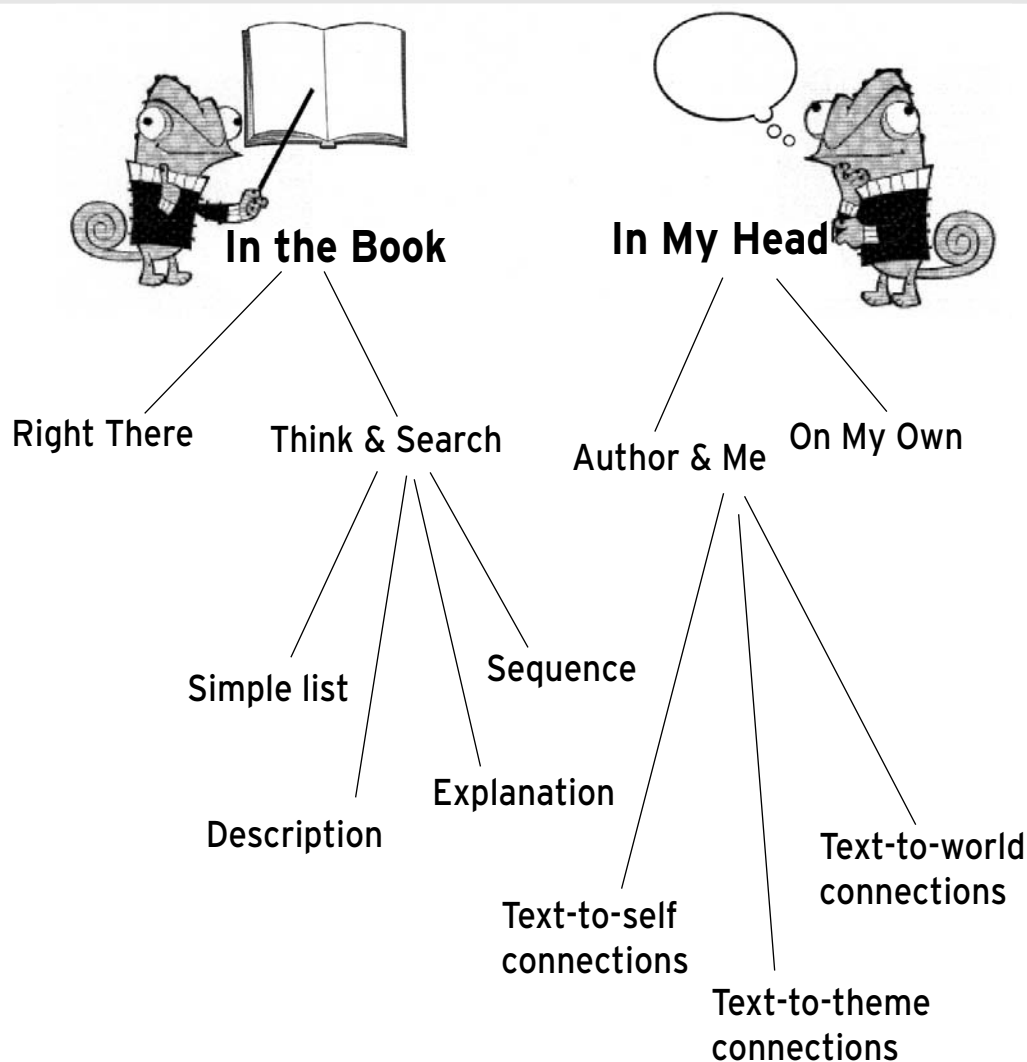 In the Book
In My Head
Right There
Think & Search
Author & Me
On My Own
Simple list
Sequence
Description
Explanation
Text-to-self
connections
Text-to-theme
connections
Text-to-world
connections